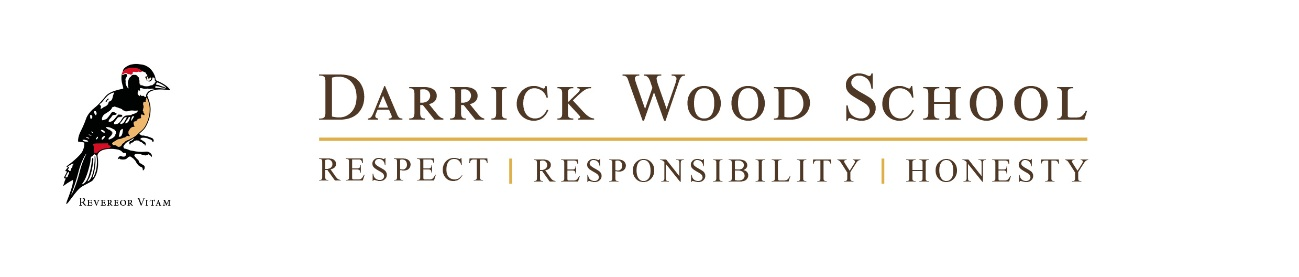 DARRICK WOOD SCHOOL
RESPECT | RESPONSIBILITY | HONESTY
REVEREOR VITAM